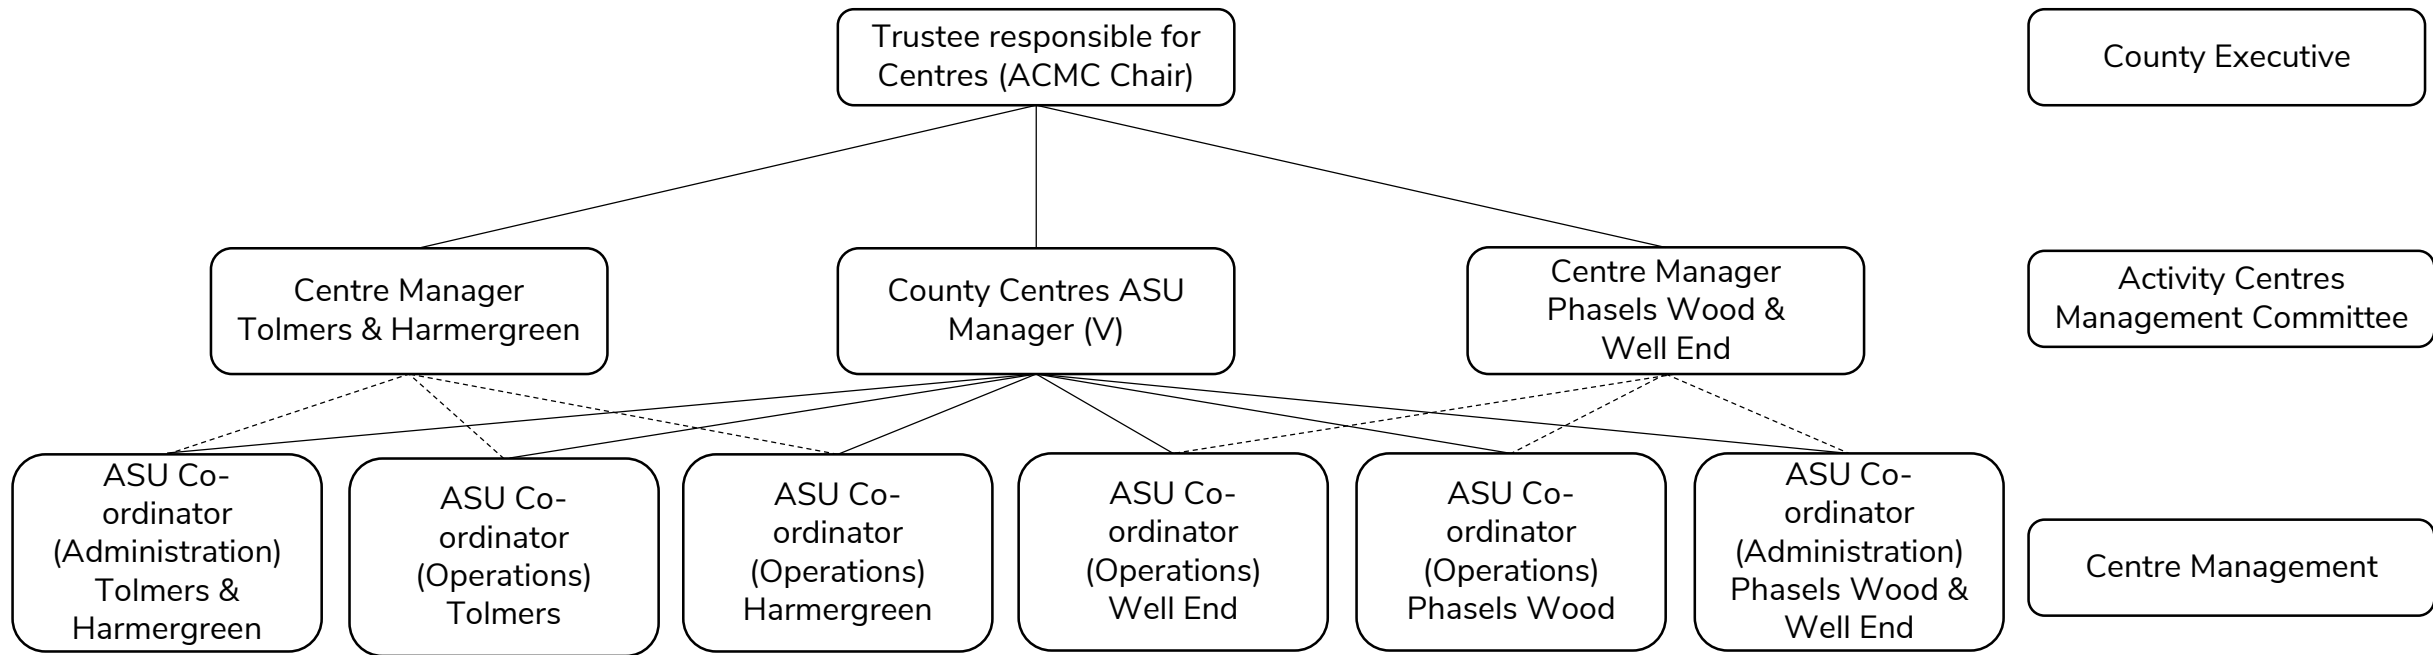 Trustee responsible for
Centres (ACMC Chair)
County Executive
Centre Manager
Tolmers & Harmergreen
County Centres ASU
Manager (V)
Centre Manager
Phasels Wood &
Well End
Activity Centres
Management Committee
ASU Co-
ordinator
(Administration)
Tolmers &
Harmergreen
ASU Co-
ordinator
(Operations)
Tolmers
ASU Co-
ordinator
(Operations)
Harmergreen
ASU Co-
ordinator
(Operations)
Well End
ASU Co-
ordinator
(Operations)
Phasels Wood
ASU Co-
ordinator
(Administration)
Phasels Wood &
Well End
Centre Management